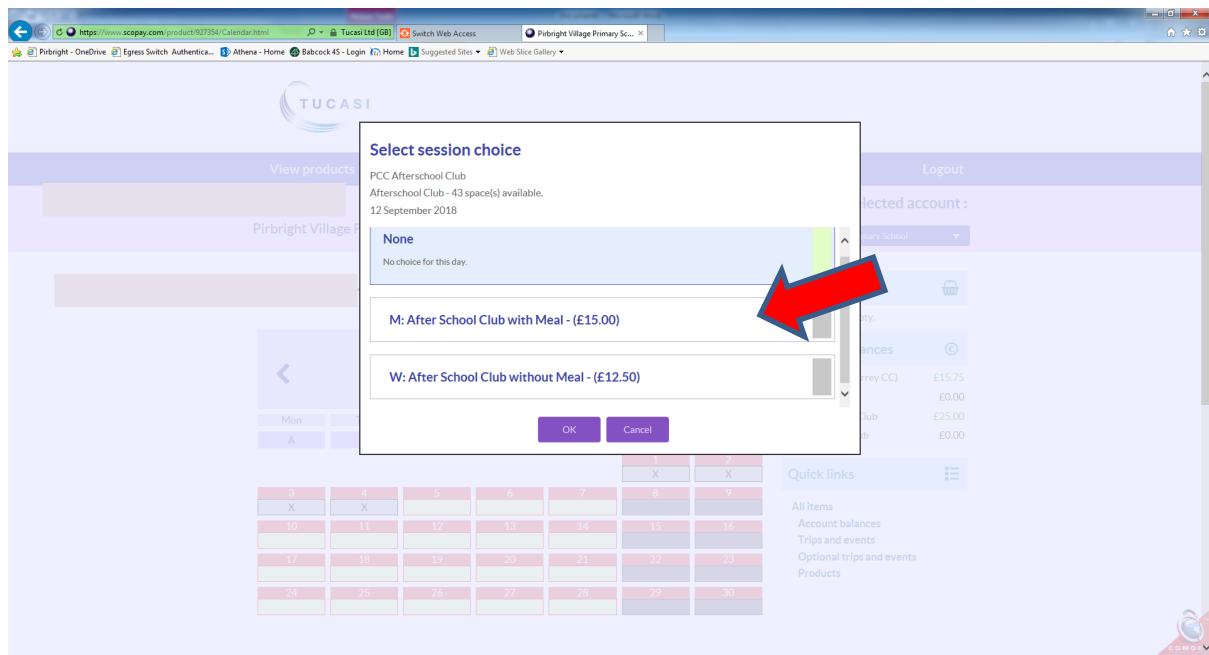 https://www.scopay.com/product/927354/Calendar.html
Tucasi Ltd [GB]
Switch Web Access
Pirbright Village Primary Sc...
Pirbright - OneDrive
Egress Switch Authentica...
Athena - Home
Babcock 4S - Login
Home
Suggested Sites
Web Slice Gallery
TUCASI
View products
Logout
Select session choice
PCC Afterschool Club
Afterschool Club - 43 space(s) available.
12 September 2018
None
No choice for this day.
M: After School Club with Meal - (£15.00)
W: After School Club without Meal - (£12.50)
OK Cancel
lected account :
Pirbright Village P
mary School
pty.
ances
rrey CC) £15.75
£0.00
Club £25.00
ub £0.00
Mon
A
1 2
X X
3 4 5 6 7 8 9
X X
10 11 12 13 14 15 16
17 18 19 20 21 22 23
24 25 26 27 28 29 30
Quick links
All items
Account balances
Trips and events
Optional trips and events
Products